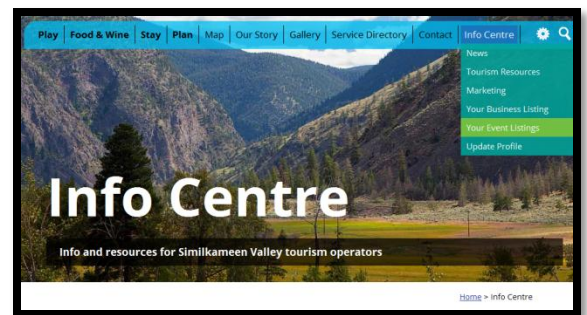 Play Food & Wine Stay Plan Map Our Story Gallery Service Directory Contact Info Centre
News
Tourism Resources
Marketing
Your Business Listing
Your Event Listings
Update Profile
Info Centre
Info and resources for Similkameen Valley tourism operators
Home > Info Centre